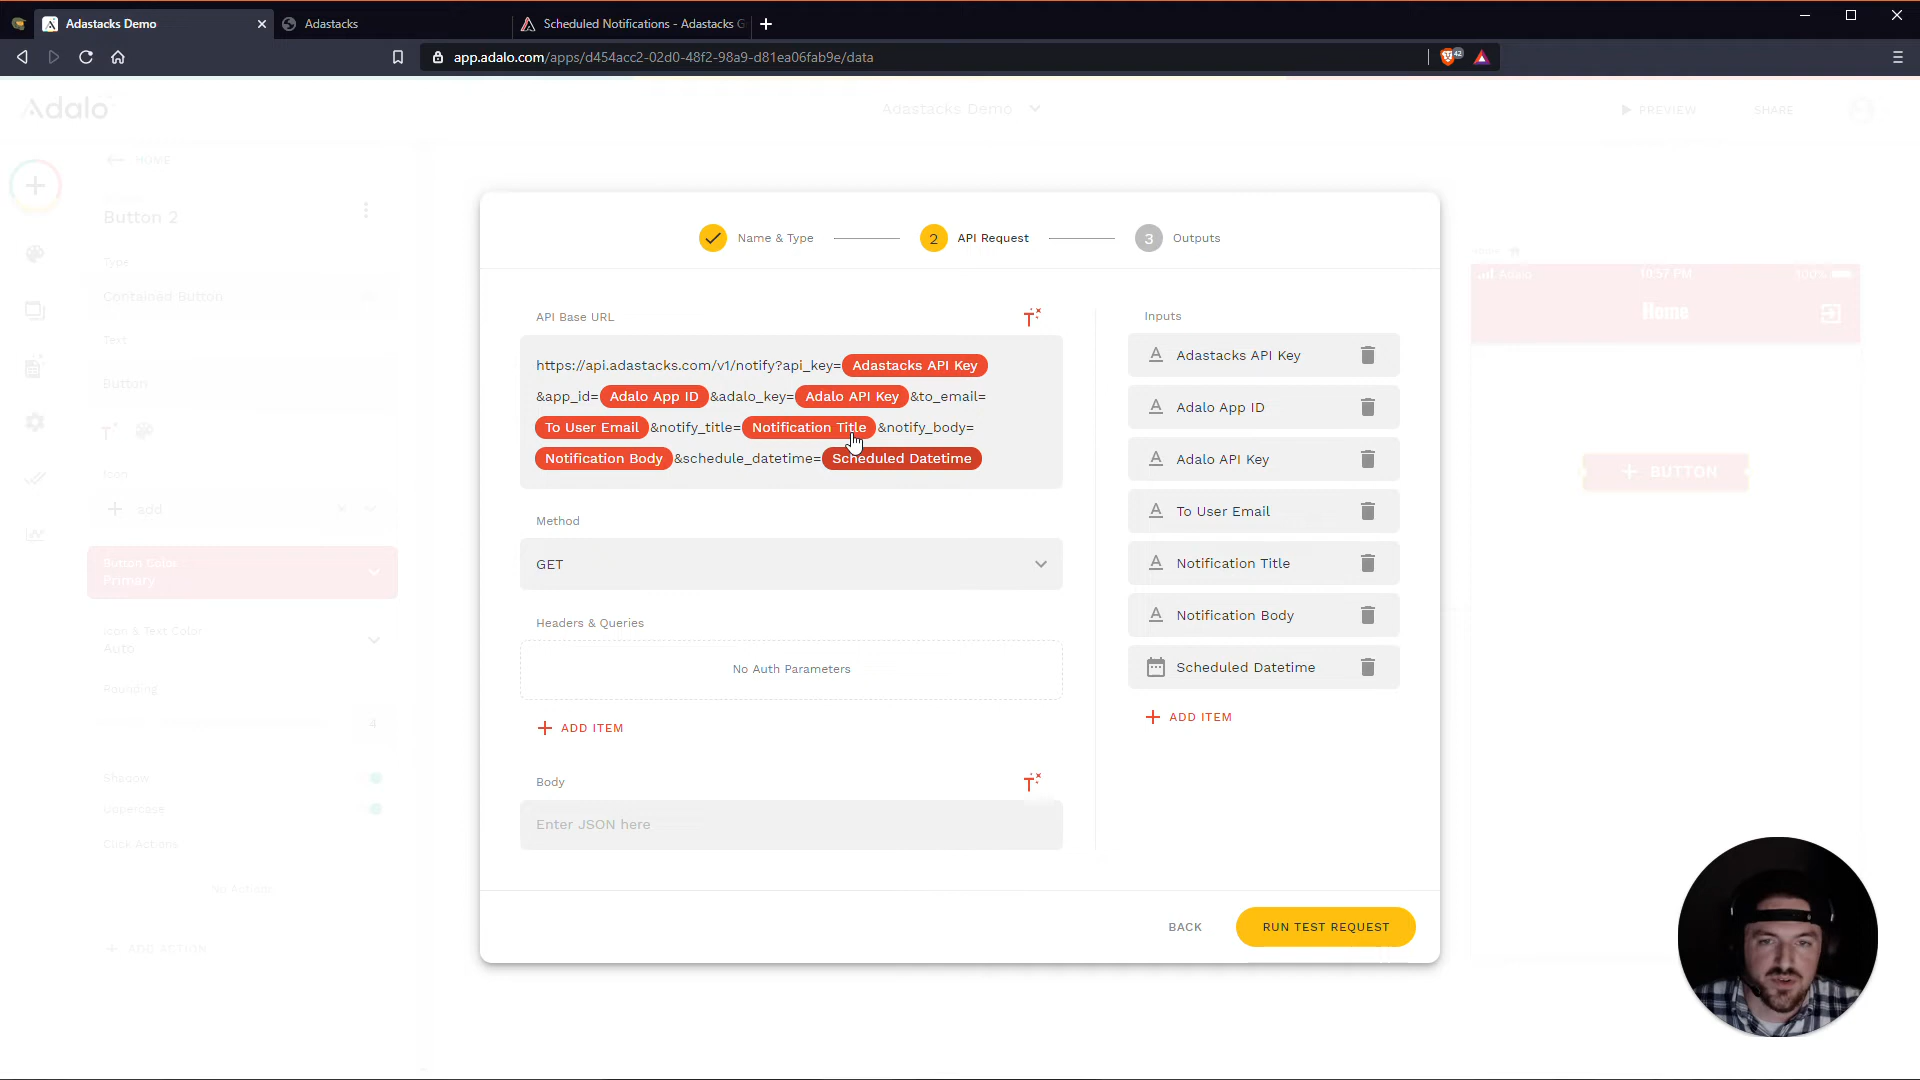 Adastacks Demo
Adastacks
Scheduled Notifications - Adastacks G
app.adalo.com/apps/d454acc2-02d0-48f2-98a9-d81ea06fab9e/data
42
Adalo
Adastacks Demo
PREVIEW
SHARE
HOME
Button 2
Type
Contained Button
Text
Button
Icon
add
Button Color
Primary
Icon & Text Color
Auto
Rounding
4
Shadow
Uppercase
Click Actions
No Actions
ADD ACTION
Name & Type
2
API Request
3
Outputs
API Base URL
https://api.adastacks.com/v1/notify?api_key= Adastacks API Key
&app_id= Adalo App ID &adalo_key= Adalo API Key &to_email=
To User Email &notify_title= Notification Title &notify_body=
Notification Body &schedule_datetime= Scheduled Datetime
Method
GET
Headers & Queries
No Auth Parameters
ADD ITEM
Body
Enter JSON here
Inputs
Adastacks API Key
Adalo App ID
Adalo API Key
To User Email
Notification Title
Notification Body
Scheduled Datetime
ADD ITEM
BACK
RUN TEST REQUEST
Adalo
10:57 PM
100%
Home
BUTTON